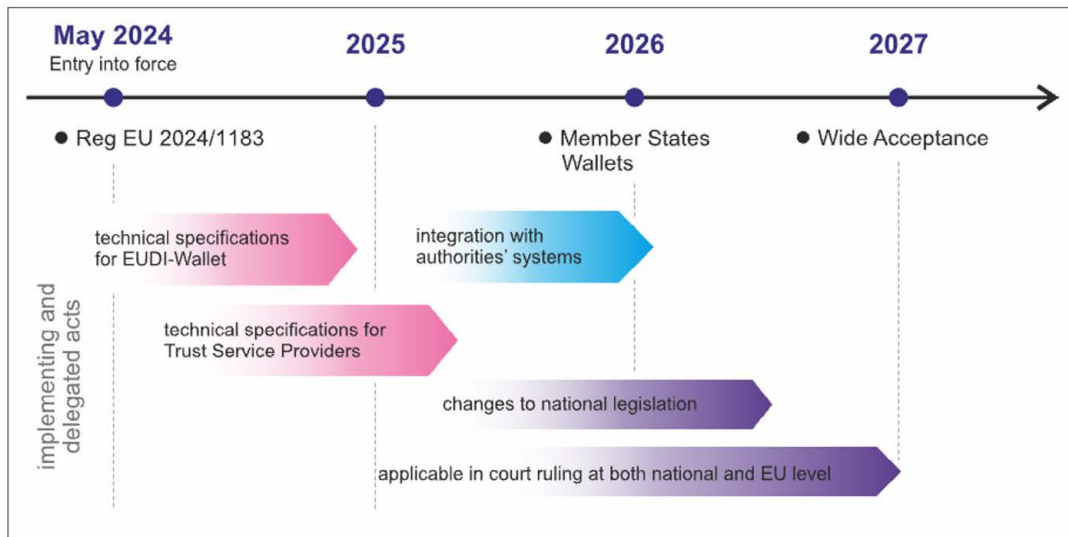 May 2024
Entry into force
2025
2026
2027
● Reg EU 2024/1183
● Member States
Wallets
● Wide Acceptance
technical specifications
for EUDI-Wallet
integration with
authorities’ systems
technical specifications for
Trust Service Providers
changes to national legislation
applicable in court ruling at both national and EU level
implementing and
delegated acts